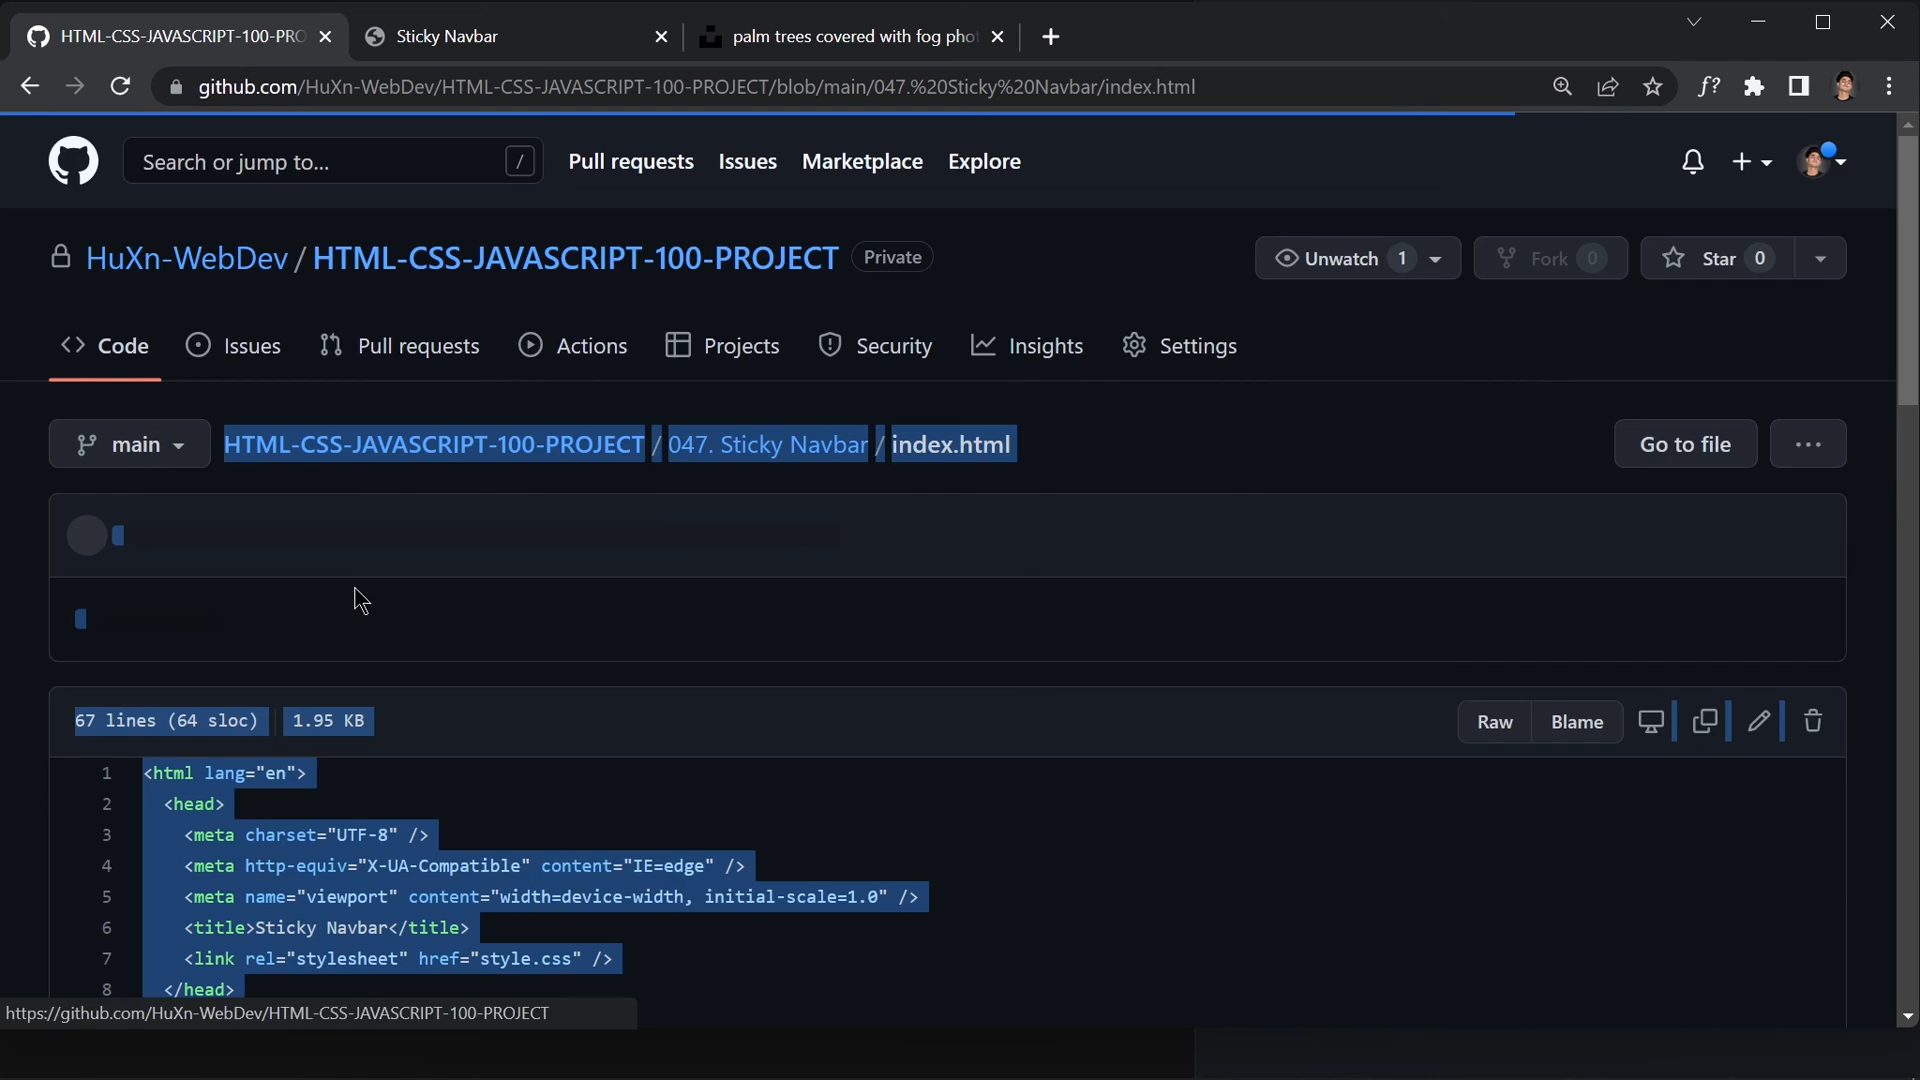 HTML-CSS-JAVASCRIPT-100-PRO
Sticky Navbar
palm trees covered with fog phot
github.com/HuXn-WebDev/HTML-CSS-JAVASCRIPT-100-PROJECT/blob/main/047.%20Sticky%20Navbar/index.html
f?
Search or jump to...
/
Pull requests
Issues
Marketplace
Explore
HuXn-WebDev / HTML-CSS-JAVASCRIPT-100-PROJECT
Private
Unwatch 1
Fork 0
Star 0
Code
Issues
Pull requests
Actions
Projects
Security
Insights
Settings
main
HTML-CSS-JAVASCRIPT-100-PROJECT / 047. Sticky Navbar / index.html
Go to file
67 lines (64 sloc)
1.95 KB
Raw
Blame
1 <html lang="en">
2 <head>
3 <meta charset="UTF-8" />
4 <meta http-equiv="X-UA-Compatible" content="IE=edge" />
5 <meta name="viewport" content="width=device-width, initial-scale=1.0" />
6 <title>Sticky Navbar</title>
7 <link rel="stylesheet" href="style.css" />
8 </head>
https://github.com/HuXn-WebDev/HTML-CSS-JAVASCRIPT-100-PROJECT